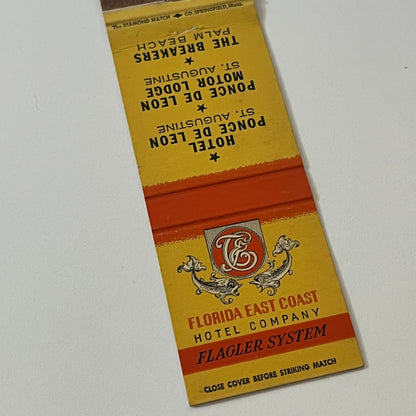 The DIAMOND MATCH CO. SPRINGFIELD, Mass.
HOTEL
PONCE DE LEON
ST. AUGUSTINE
PONCE DE LEON
MOTOR LODGE
ST. AUGUSTINE
THE BREAKERS
PALM BEACH
FLORIDA EAST COAST
HOTEL COMPANY
FLAGLER SYSTEM
CLOSE COVER BEFORE STRIKING MATCH